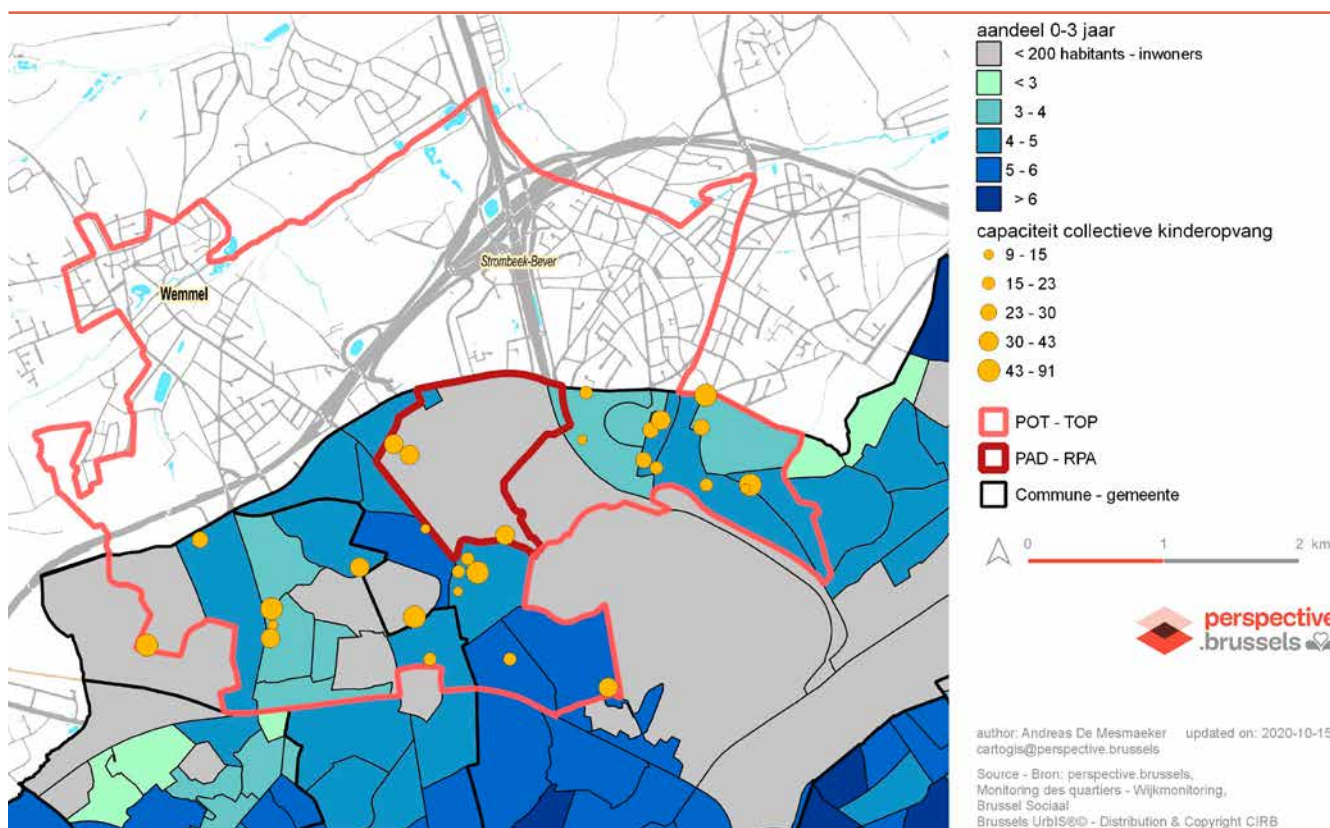 Wemmel
Strombeek-Bever
aandeel 0-3 jaar
< 200 habitants - inwoners
< 3
3 - 4
4 - 5
5 - 6
> 6
capaciteit collectieve kinderopvang
9 - 15
15 - 23
23 - 30
30 - 43
43 - 91
POT - TOP
PAD - RPA
Commune - gemeente
0 1 2 km
perspective
.brussels
author: Andreas De Mesmaeker updated on: 2020-10-15
cartogis@perspective.brussels
Source - Bron: perspective.brussels,
Monitoring des quartiers - Wijkmonitoring,
Brussel Sociaal
Brussels UrbIS®© - Distribution & Copyright CIRB